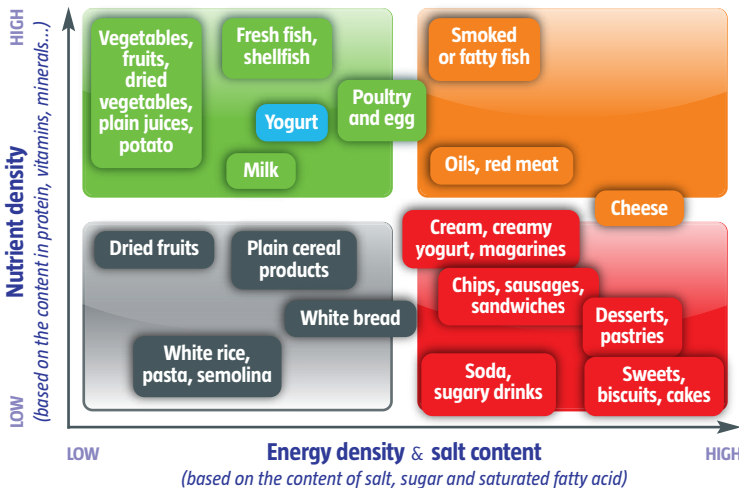 HIGH
Nutrient density
(based on the content in protein, vitamins, minerals...)
LOW
Vegetables,
fruits,
dried
vegetables,
plain juices,
potato
Fresh fish,
shellfish
Yogurt
Poultry
and egg
Milk
Smoked
or fatty fish
Oils, red meat
Cheese
Dried fruits
Plain cereal
products
White bread
White rice,
pasta, semolina
Cream, creamy
yogurt, magarines
Chips, sausages,
sandwiches
Desserts,
pastries
Soda,
sugary drinks
Sweets,
biscuits, cakes
LOW
Energy density & salt content
HIGH
(based on the content of salt, sugar and saturated fatty acid)